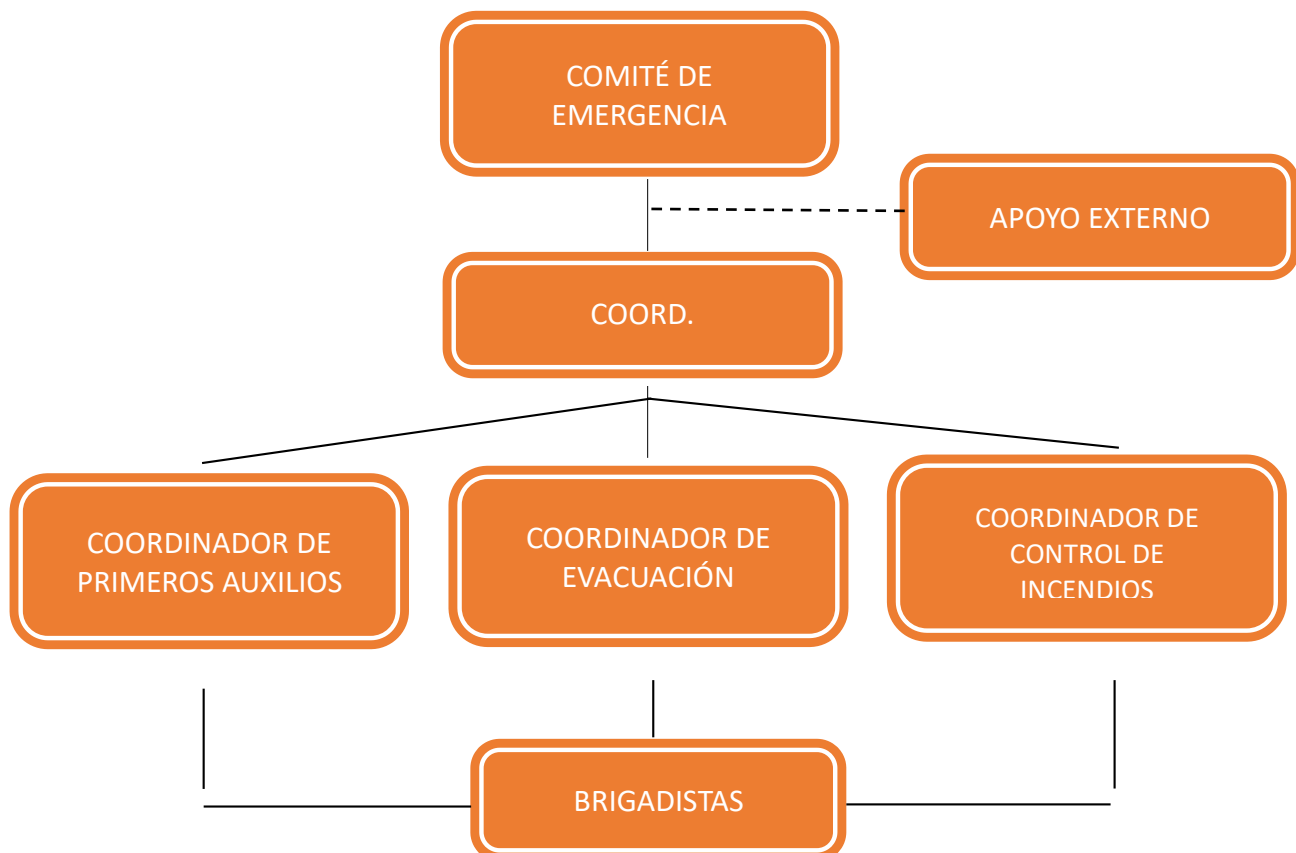 COMITÉ DE
EMERGENCIA
APOYO EXTERNO
COORD.
COORDINADOR DE
PRIMEROS AUXILIOS
COORDINADOR DE
EVACUACIÓN
COORDINADOR DE
CONTROL DE
INCENDIOS
BRIGADISTAS